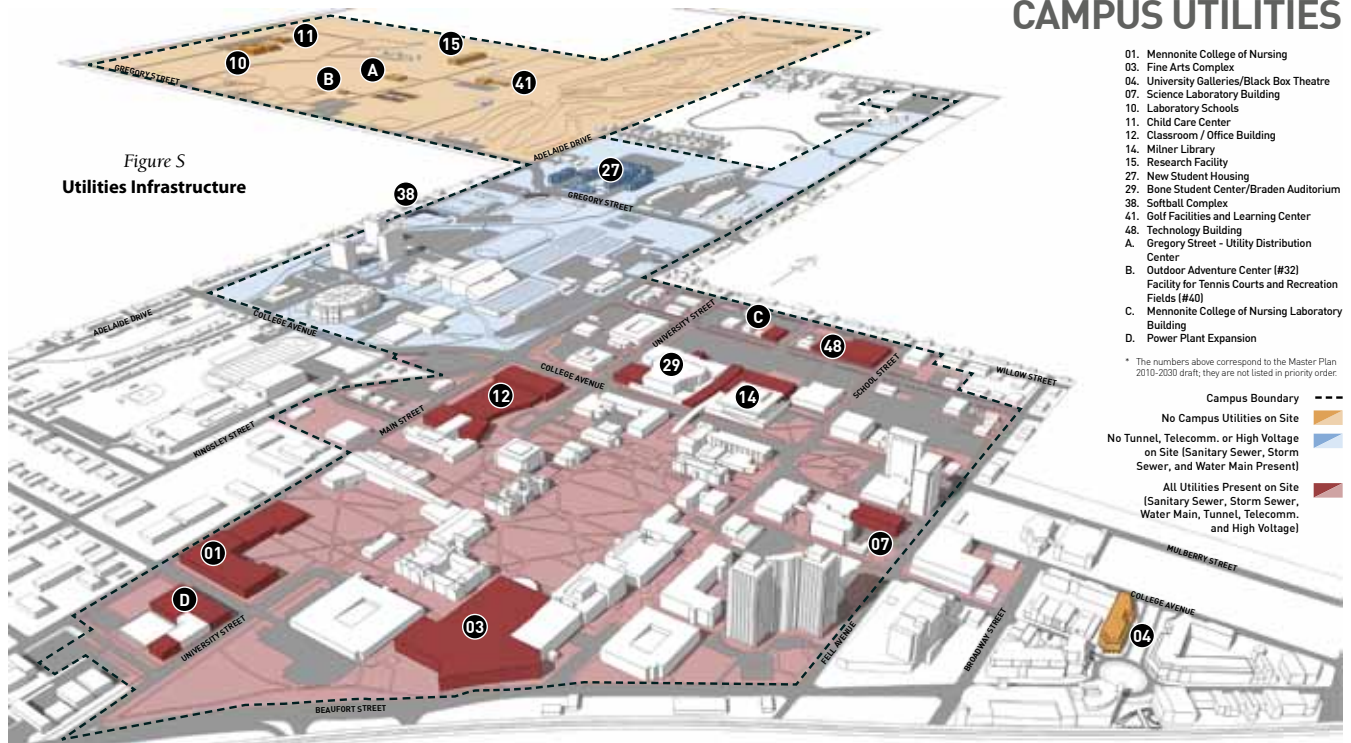 CAMPUS UTILITIES
01. Mennonite College of Nursing
03. Fine Arts Complex
04. University Galleries/Black Box Theatre
07. Science Laboratory Building
10. Laboratory Schools
11. Child Care Center
12. Classroom / Office Building
14. Milner Library
15. Research Facility
27. New Student Housing
29. Bone Student Center/Braden Auditorium
38. Softball Complex
41. Golf Facilities and Learning Center
48. Technology Building
A. Gregory Street - Utility Distribution
Center
B. Outdoor Adventure Center (#32)
Facility for Tennis Courts and Recreation
Fields (#40)
C. Mennonite College of Nursing Laboratory
Building
D. Power Plant Expansion
* The numbers above correspond to the Master Plan
2010-2030 draft; they are not listed in priority order.
Campus Boundary
No Campus Utilities on Site
No Tunnel, Telecomm. or High Voltage
on Site (Sanitary Sewer, Storm
Sewer, and Water Main Present)
All Utilities Present on Site
(Sanitary Sewer, Storm Sewer,
Water Main, Tunnel, Telecomm.
and High Voltage)
Figure S
Utilities Infrastructure
11
10
15
A
B
41
GREGORY STREET
ADELAIDE DRIVE
27
38
GREGORY STREET
ADELAIDE DRIVE
COLLEGE AVENUE
UNIVERSITY STREET
C
48
29
SCHOOL STREET
WILLOW STREET
COLLEGE AVENUE
12
14
MAIN STREET
KINGSLEY STREET
01
07
MULBERRY STREET
D
COLLEGE AVENUE
04
03
UNIVERSITY STREET
FELL AVENUE
BROADWAY STREET
BEAUFORT STREET